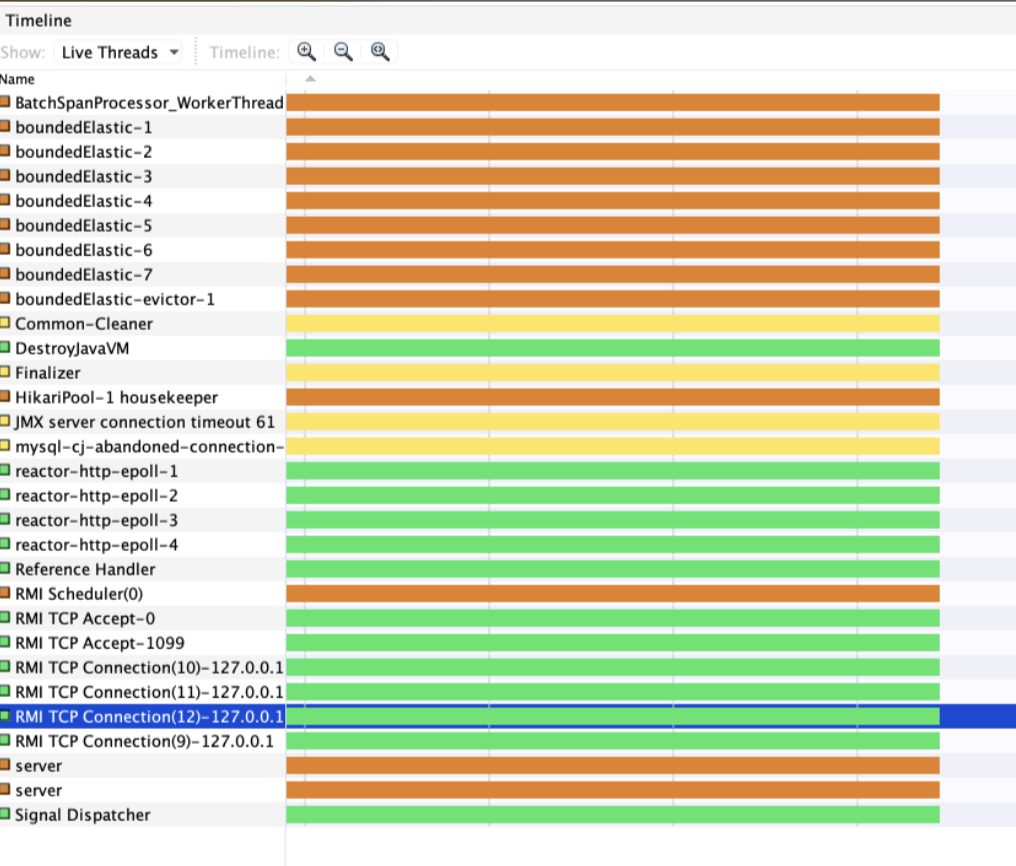 Timeline
Show: Live Threads Timeline:
Name
BatchSpanProcessor_WorkerThread
boundedElastic-1
boundedElastic-2
boundedElastic-3
boundedElastic-4
boundedElastic-5
boundedElastic-6
boundedElastic-7
boundedElastic-evictor-1
Common-Cleaner
DestroyJavaVM
Finalizer
HikariPool-1 housekeeper
JMX server connection timeout 61
mysql-cj-abandoned-connection-
reactor-http-epoll-1
reactor-http-epoll-2
reactor-http-epoll-3
reactor-http-epoll-4
Reference Handler
RMI Scheduler(0)
RMI TCP Accept-0
RMI TCP Accept-1099
RMI TCP Connection(10)-127.0.0.1
RMI TCP Connection(11)-127.0.0.1
RMI TCP Connection(12)-127.0.0.1
RMI TCP Connection(9)-127.0.0.1
server
server
Signal Dispatcher